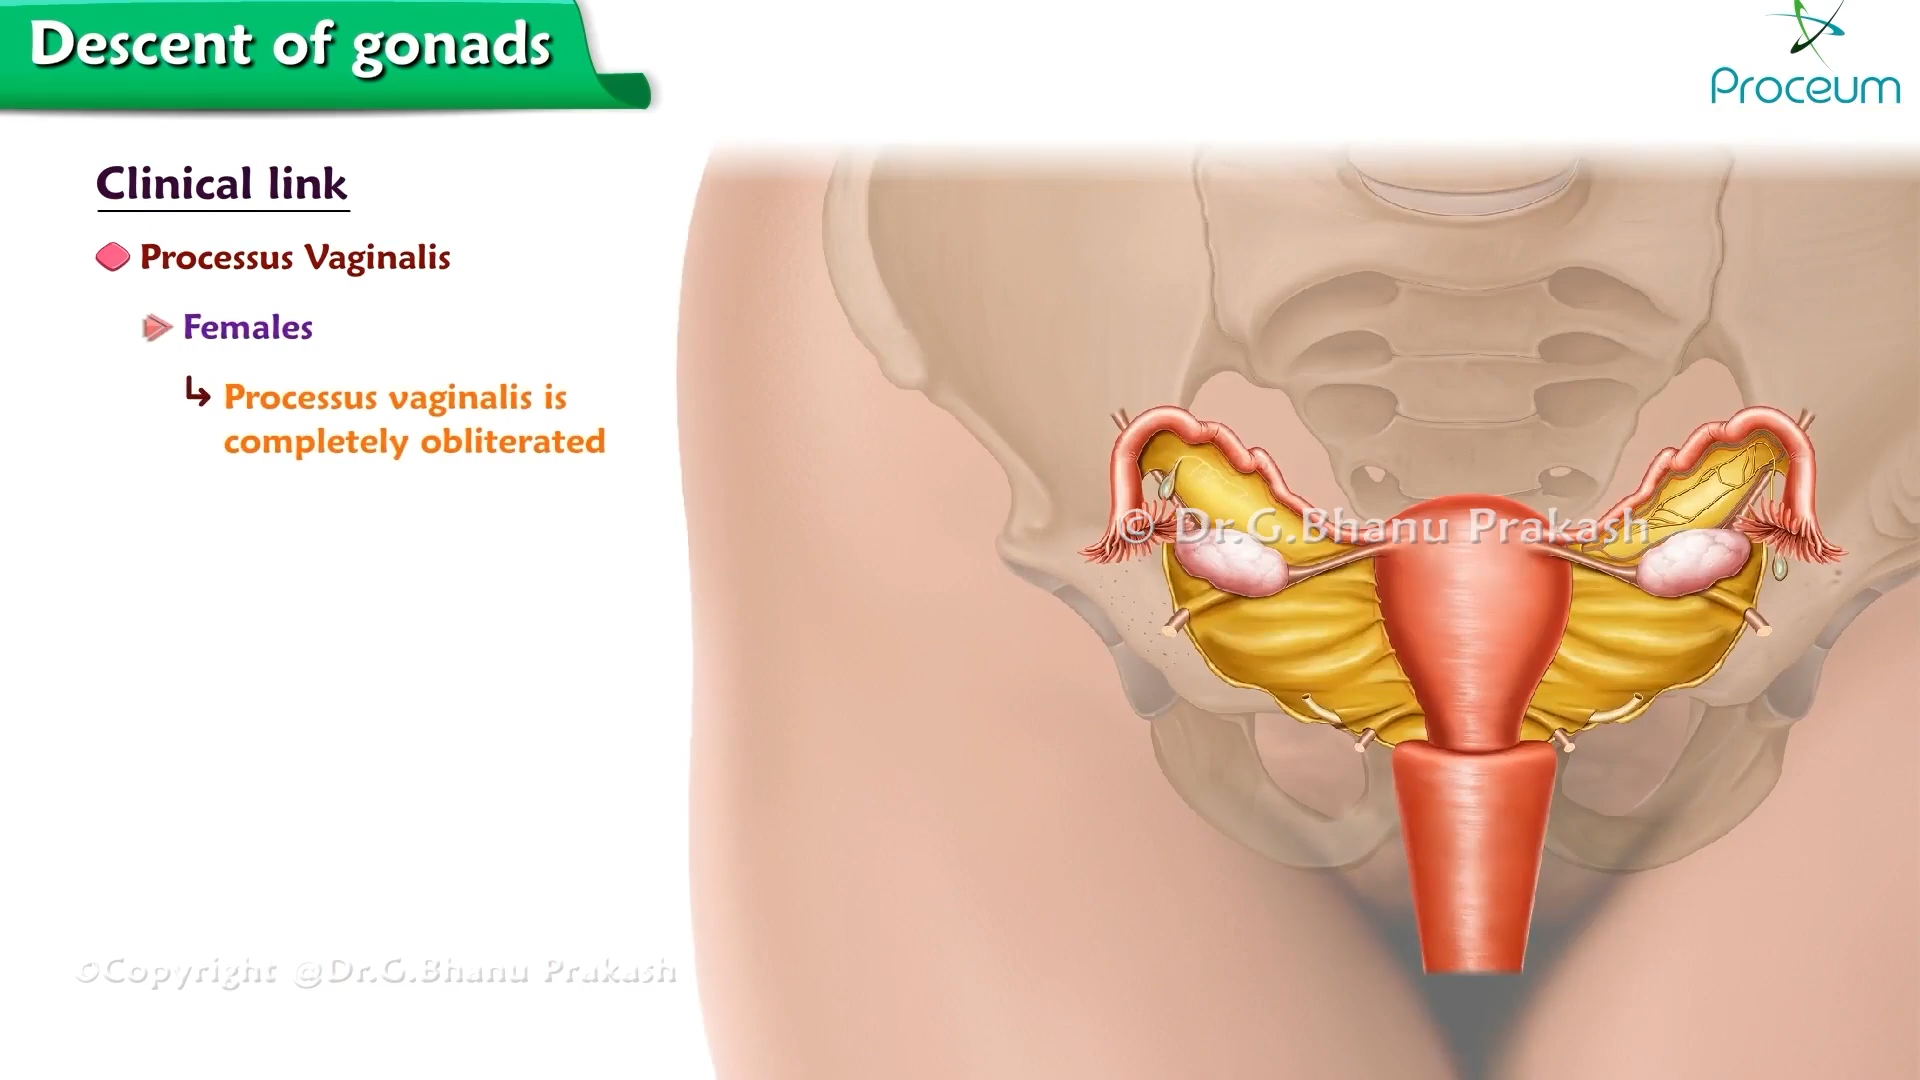 Descent of gonads
Proceum
Clinical link
Processus Vaginalis
Females
Processus vaginalis is
completely obliterated
© Dr.G.Bhanu Prakash
©Copyright @Dr.G.Bhanu Prakash